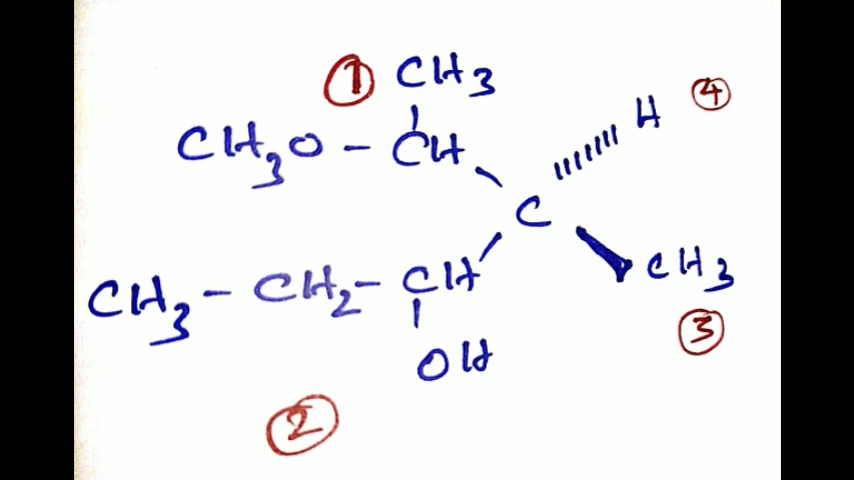 ① CH3
H ④
CH3O - CH
C
CH3 - CH2 - CH
CH3
OH
③
②